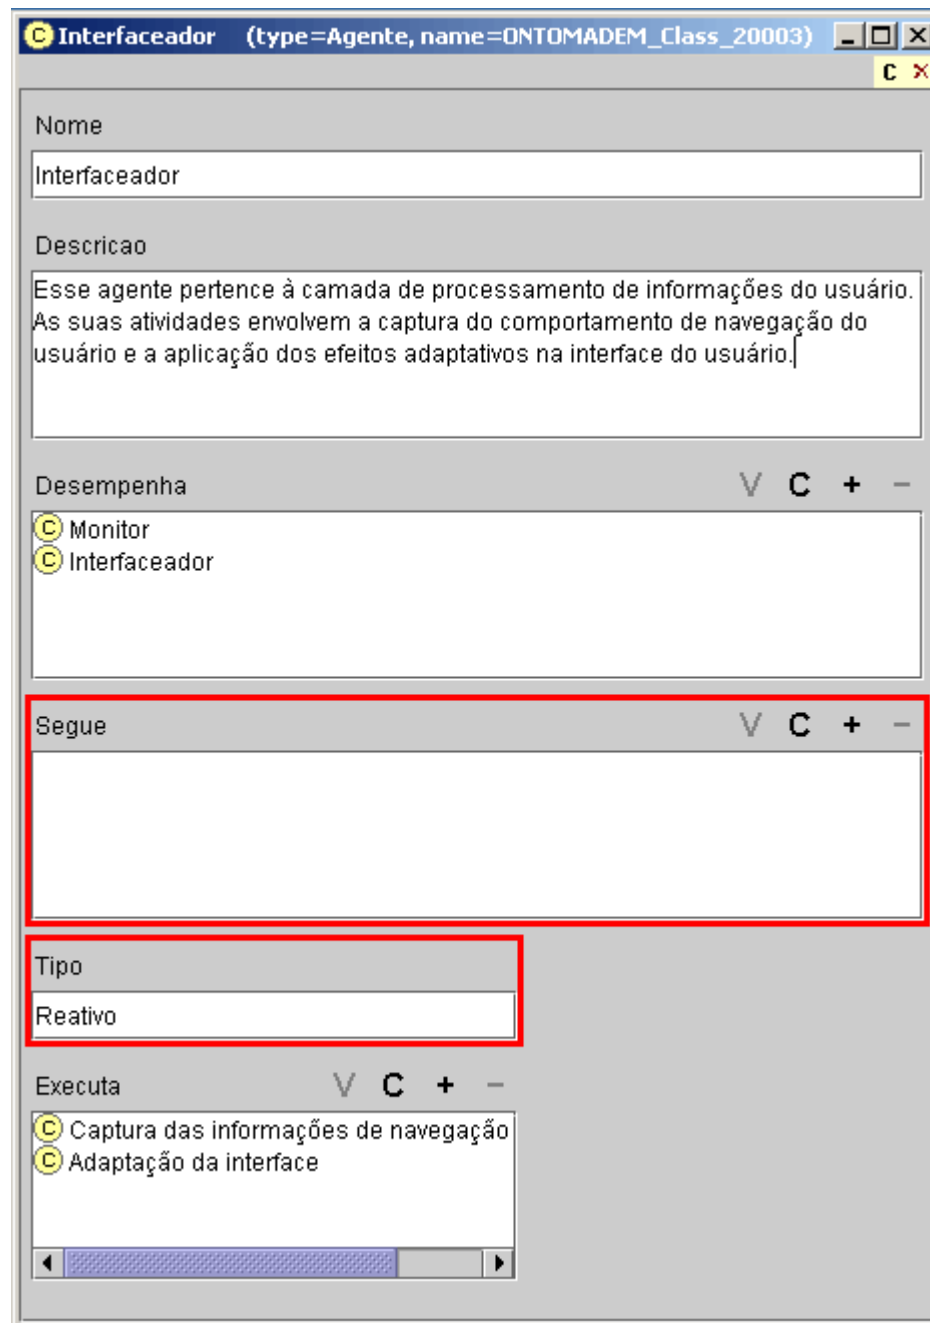 C Interfaceador (type=Agente, name=ONTOMADEM_Class_20003)
C ×
Nome
Interfaceador
Descricao
Esse agente pertence à camada de processamento de informações do usuário.
As suas atividades envolvem a captura do comportamento de navegação do
usuário e a aplicação dos efeitos adaptativos na interface do usuário.
Desempenha V C + −
C Monitor
C Interfaceador
Segue V C + −
Tipo
Reativo
Executa V C + −
C Captura das informações de navegação
C Adaptação da interface